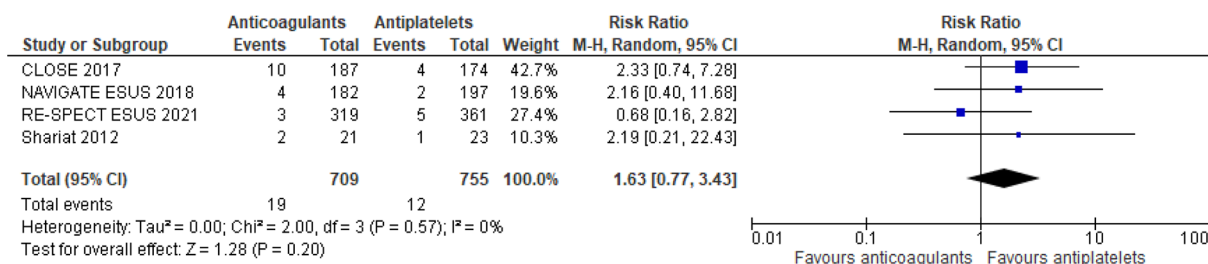 Anticoagulants Antiplatelets Risk Ratio Risk Ratio
Study or Subgroup Events Total Events Total Weight M-H, Random, 95% CI M-H, Random, 95% CI
CLOSE 2017 10 187 4 174 42.7% 2.33 [0.74, 7.28]
NAVIGATE ESUS 2018 4 182 2 197 19.6% 2.16 [0.40, 11.68]
RE-SPECT ESUS 2021 3 319 5 361 27.4% 0.68 [0.16, 2.82]
Shariat 2012 2 21 1 23 10.3% 2.19 [0.21, 22.43]
Total (95% CI) 709 755 100.0% 1.63 [0.77, 3.43]
Total events 19 12
Heterogeneity: Tau² = 0.00; Chi² = 2.00, df = 3 (P = 0.57); I² = 0%
Test for overall effect: Z = 1.28 (P = 0.20)
0.01 0.1 1 10 100
Favours anticoagulants Favours antiplatelets